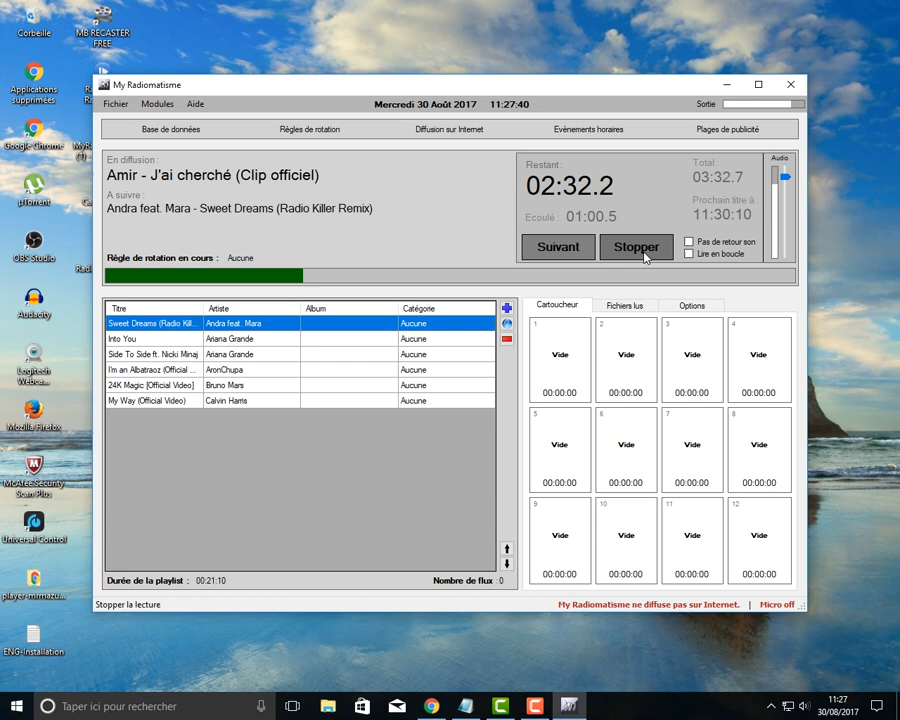 Corbeille
MB RECASTER
FREE
Applications
supprimées
Google Chrome
µTorrent
OBS Studio
Audacity
Logitech
Webca...
Mozilla Firefox
McAfee Security
Scan Plus
Universal Control
player-mrmazu...
ENG-Installation
My Radiomatisme
Fichier Modules Aide Mercredi 30 Août 2017 11:27:40 Sortie
Base de données Règles de rotation Diffusion sur Internet Evénements horaires Plages de publicité
En diffusion :
Amir - J'ai cherché (Clip officiel)
A suivre :
Andra feat. Mara - Sweet Dreams (Radio Killer Remix)
Règle de rotation en cours : Aucune
Restant :
02:32.2
Ecoulé : 01:00.5
Total :
03:32.7
Prochain titre à :
11:30:10
Suivant Stopper
Pas de retour son
Lire en boucle
Audio
Titre Artiste Album Catégorie
Sweet Dreams (Radio Kill... Andra feat. Mara Aucune
Into You Ariana Grande Aucune
Side To Side ft. Nicki Minaj Ariana Grande Aucune
I'm an Albatraoz (Official ... AronChupa Aucune
24K Magic [Official Video] Bruno Mars Aucune
My Way (Official Video) Calvin Harris Aucune
Durée de la playlist : 00:21:10 Nombre de flux : 0
Cartoucheur Fichiers lus Options
1 2 3 4
Vide Vide Vide Vide
00:00:00 00:00:00 00:00:00 00:00:00
5 6 7 8
Vide Vide Vide Vide
00:00:00 00:00:00 00:00:00 00:00:00
9 10 11 12
Vide Vide Vide Vide
00:00:00 00:00:00 00:00:00 00:00:00
Stopper la lecture My Radiomatisme ne diffuse pas sur Internet. | Micro off
Taper ici pour rechercher
11:27
30/08/2017